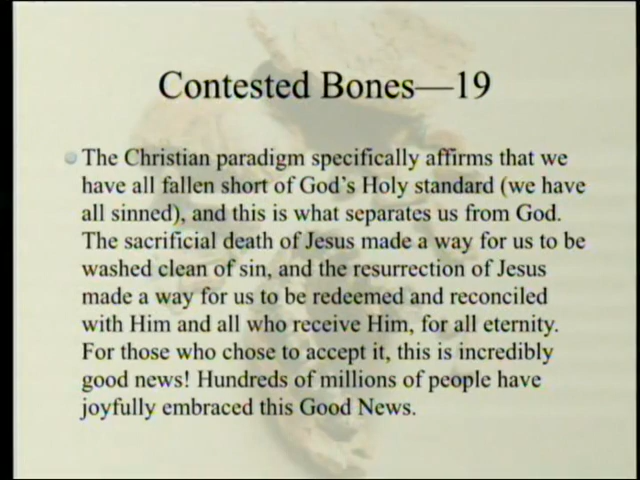 Contested Bones—19
The Christian paradigm specifically affirms that we
have all fallen short of God's Holy standard (we have
all sinned), and this is what separates us from God.
The sacrificial death of Jesus made a way for us to be
washed clean of sin, and the resurrection of Jesus
made a way for us to be redeemed and reconciled
with Him and all who receive Him, for all eternity.
For those who chose to accept it, this is incredibly
good news! Hundreds of millions of people have
joyfully embraced this Good News.